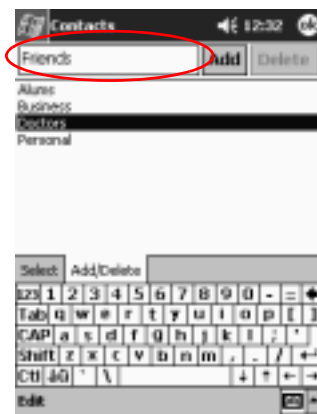 Contacts 12:32 ok
Friends Add Delete
Alums
Business
Doctors
Personal
Select Add/Delete
123 1 2 3 4 5 6 7 8 9 0 - =
Tab q w e r t y u i o p [ ]
CAP a s d f g h j k l ; '
Shift z x c v b n m , . /
Ctl áü ` \
Edit